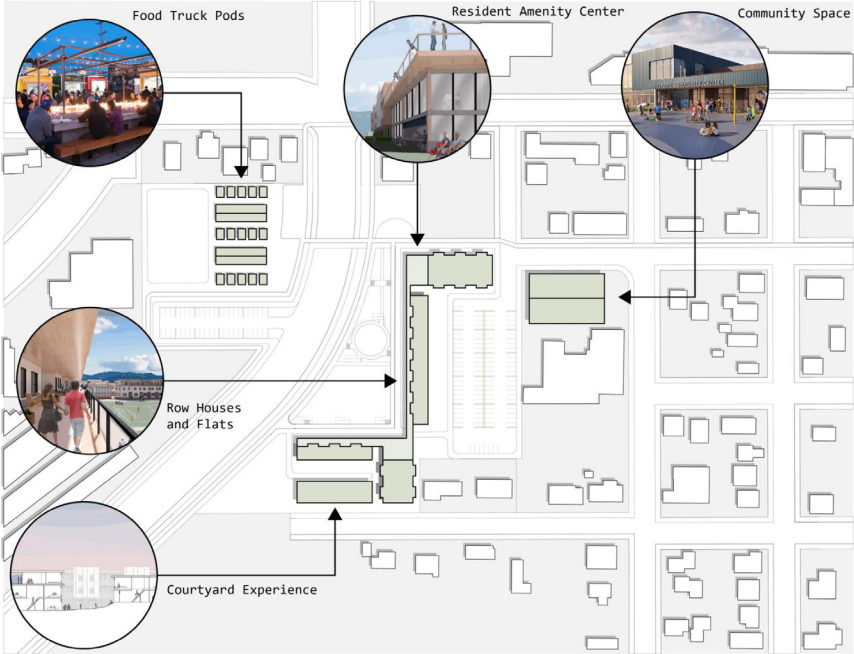 Food Truck Pods
Resident Amenity Center
Community Space
Row Houses
and Flats
Courtyard Experience